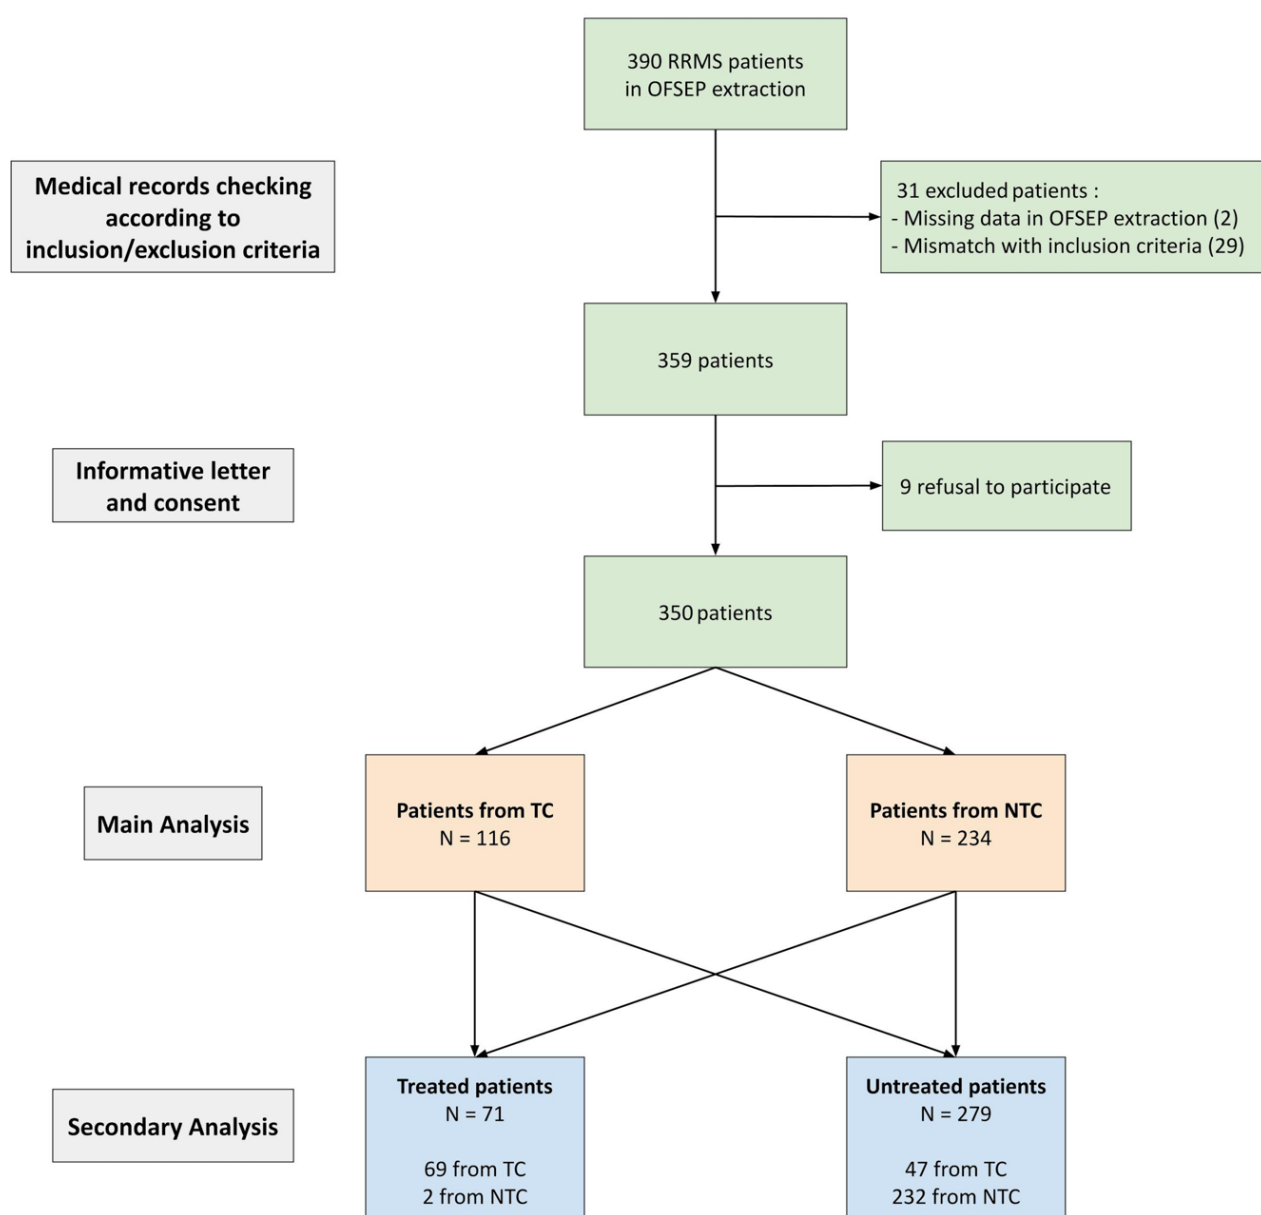 390 RRMS patients
in OFSEP extraction
Medical records checking
according to
inclusion/exclusion criteria
31 excluded patients :
- Missing data in OFSEP extraction (2)
- Mismatch with inclusion criteria (29)
359 patients
Informative letter
and consent
9 refusal to participate
350 patients
Main Analysis
Patients from TC
N = 116
Patients from NTC
N = 234
Secondary Analysis
Treated patients
N = 71
69 from TC
2 from NTC
Untreated patients
N = 279
47 from TC
232 from NTC